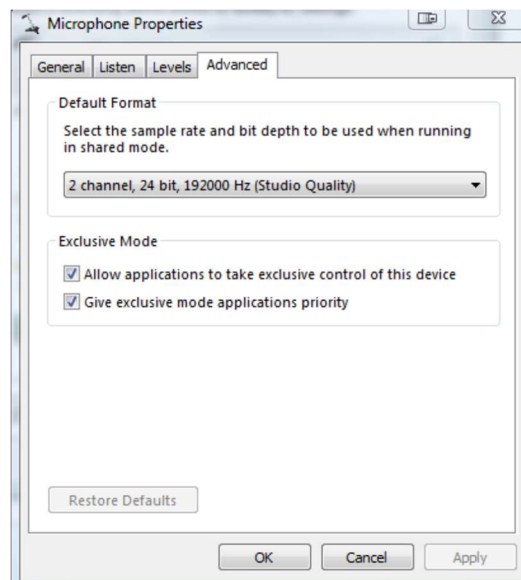 Microphone Properties
General Listen Levels Advanced
Default Format
Select the sample rate and bit depth to be used when running
in shared mode.
2 channel, 24 bit, 192000 Hz (Studio Quality)
Exclusive Mode
Allow applications to take exclusive control of this device
Give exclusive mode applications priority
Restore Defaults
OK Cancel Apply